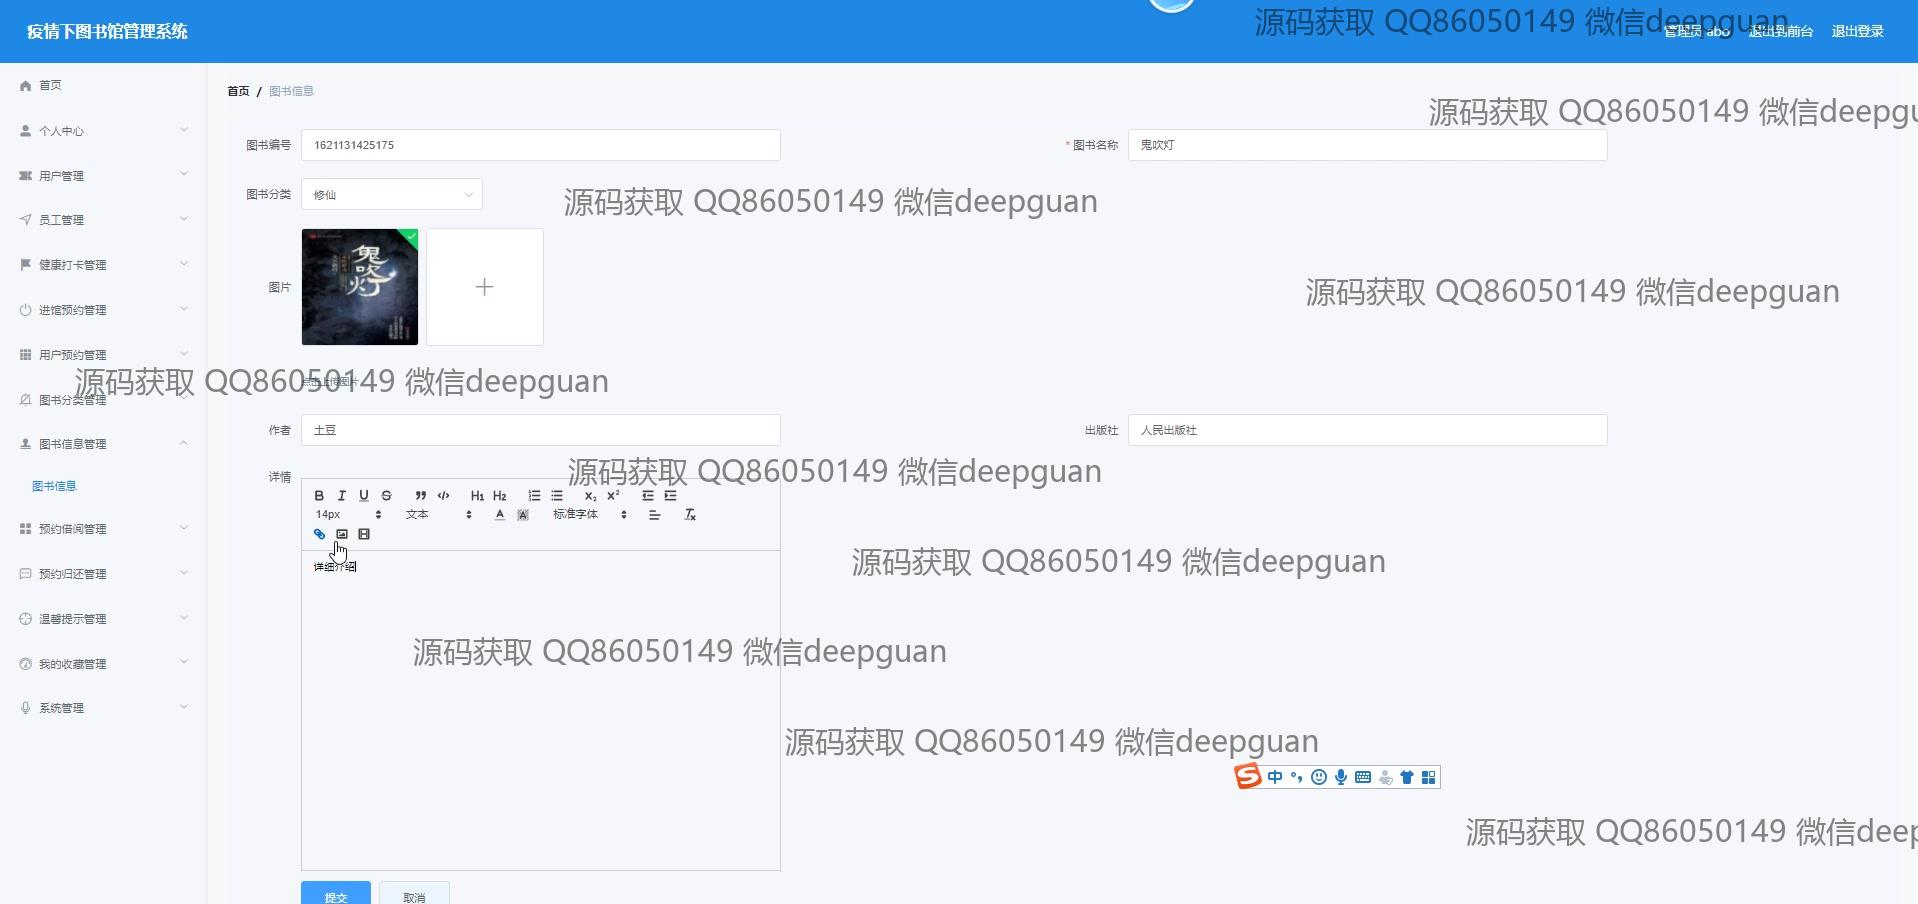 疫情下图书馆管理系统
源码获取 QQ86050149 微信deepguan
管理员 abo 退出到前台 退出登录
首页
个人中心
用户管理
员工管理
健康打卡管理
进馆预约管理
用户预约管理
图书分类管理
图书信息管理
图书信息
预约借阅管理
预约归还管理
温馨提示管理
我的收藏管理
系统管理
首页 / 图书信息
源码获取 QQ86050149 微信deepgu
图书编号 1621131425175 * 图书名称 鬼吹灯
图书分类 修仙
源码获取 QQ86050149 微信deepguan
图片 鬼吹灯
源码获取 QQ86050149 微信deepguan
点击上传图片
源码获取 QQ86050149 微信deepguan
作者 土豆 出版社 人民出版社
详情
源码获取 QQ86050149 微信deepguan
B I U S H1 H2 X2 X2
14px 文本 A A 标准字体 Tx
详细介绍
源码获取 QQ86050149 微信deepguan
源码获取 QQ86050149 微信deepguan
源码获取 QQ86050149 微信deepguan
S 中
源码获取 QQ86050149 微信deep
提交 取消